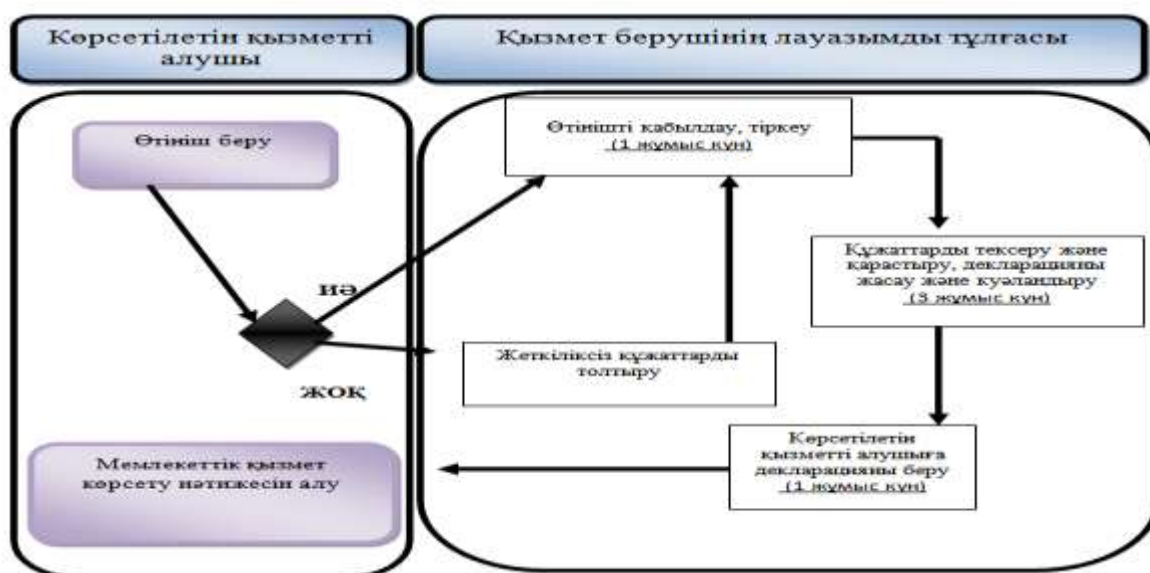 Көрсетілетін қызметті
алушы
Қызмет берушінің лауазымды тұлғасы
Өтініш беру
Өтінішті қабылдау, тіркеу
(1 жұмыс күн)
Құжаттарды тексеру және
қарастыру, декларацияны
жасау және куәландыру
(3 жұмыс күн)
иә
Жеткіліксіз құжаттарды
толтыру
жоқ
Көрсетілетін
қызметті алушыға
декларацияны беру
(1 жұмыс күн)
Мемлекеттік қызмет
көрсету нәтижесін алу